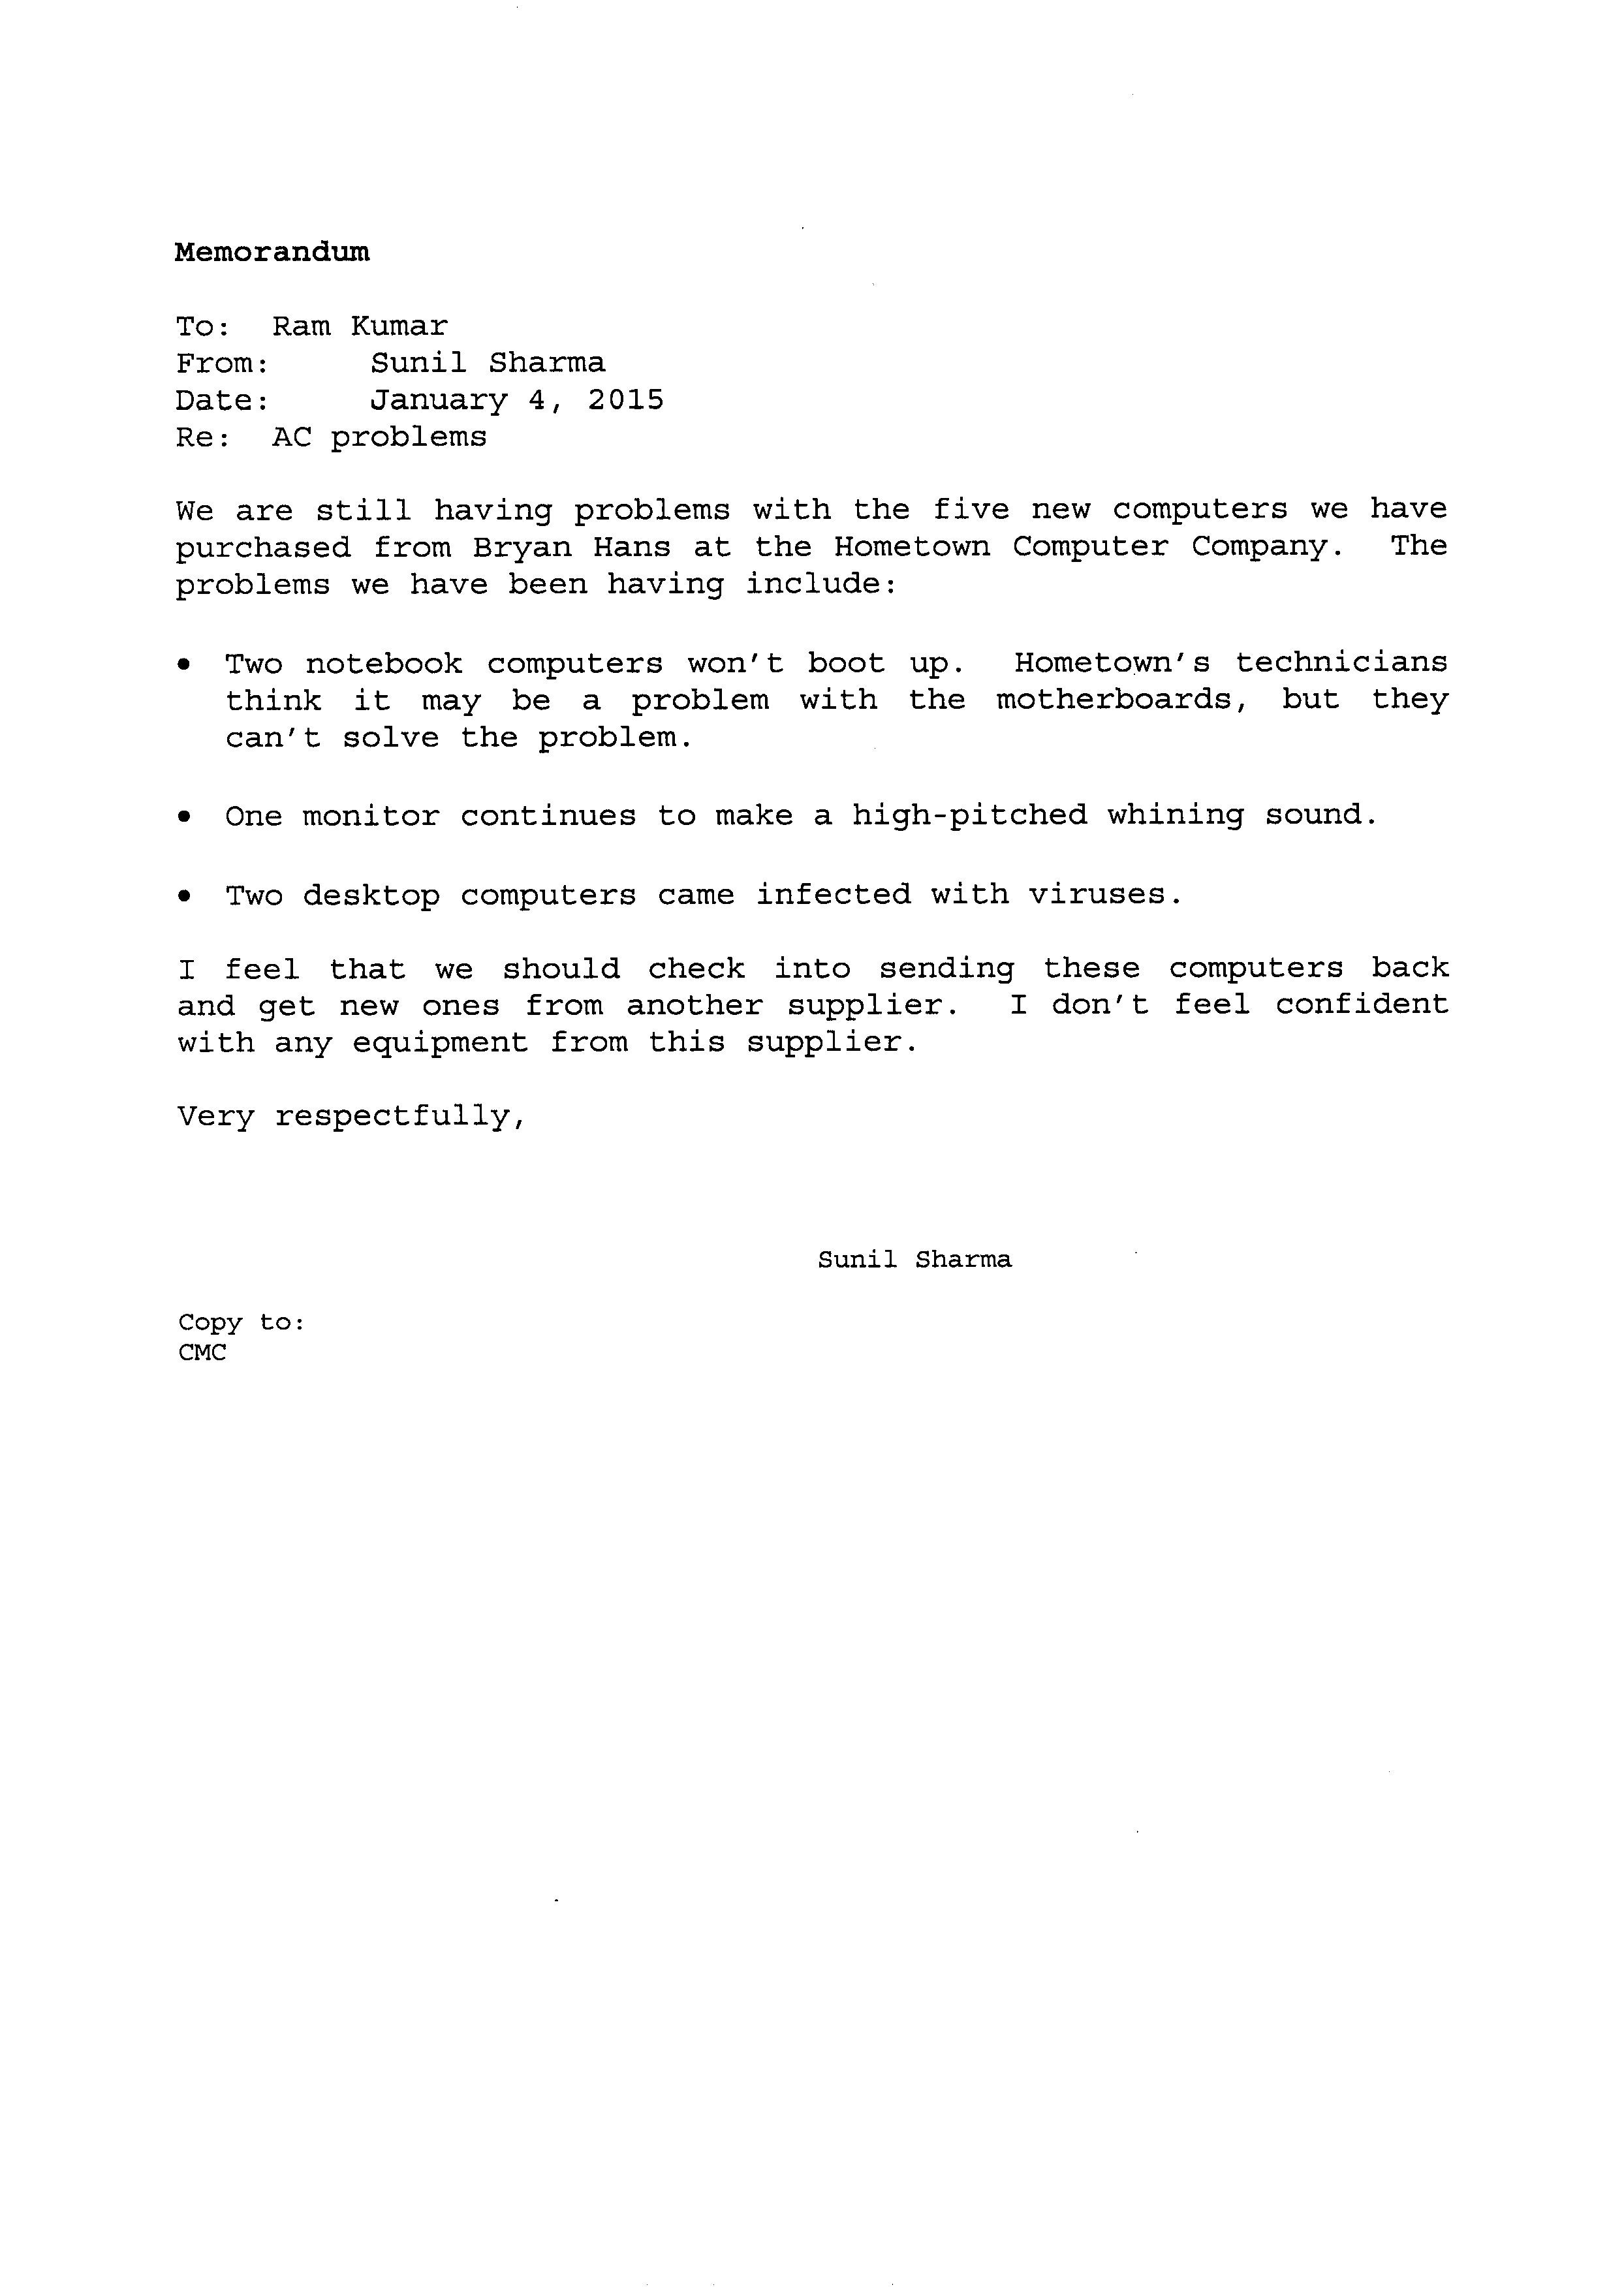 Memorandum
To: Ram Kumar
From: Sunil Sharma
Date: January 4, 2015
Re: AC problems
We are still having problems with the five new computers we have
purchased from Bryan Hans at the Hometown Computer Company. The
problems we have been having include:
• Two notebook computers won't boot up. Hometown's technicians
think it may be a problem with the motherboards, but they
can't solve the problem.
• One monitor continues to make a high-pitched whining sound.
• Two desktop computers came infected with viruses.
I feel that we should check into sending these computers back
and get new ones from another supplier. I don't feel confident
with any equipment from this supplier.
Very respectfully,
Sunil Sharma
Copy to:
CMC